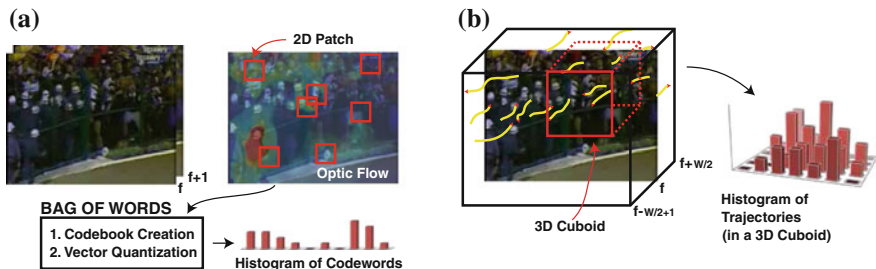 (a)
2D Patch
f+1
f
Optic Flow
BAG OF WORDS
1. Codebook Creation
2. Vector Quantization
Histogram of Codewords
(b)
f+W/2
f
f-W/2+1
3D Cuboid
Histogram of
Trajectories
(in a 3D Cuboid)